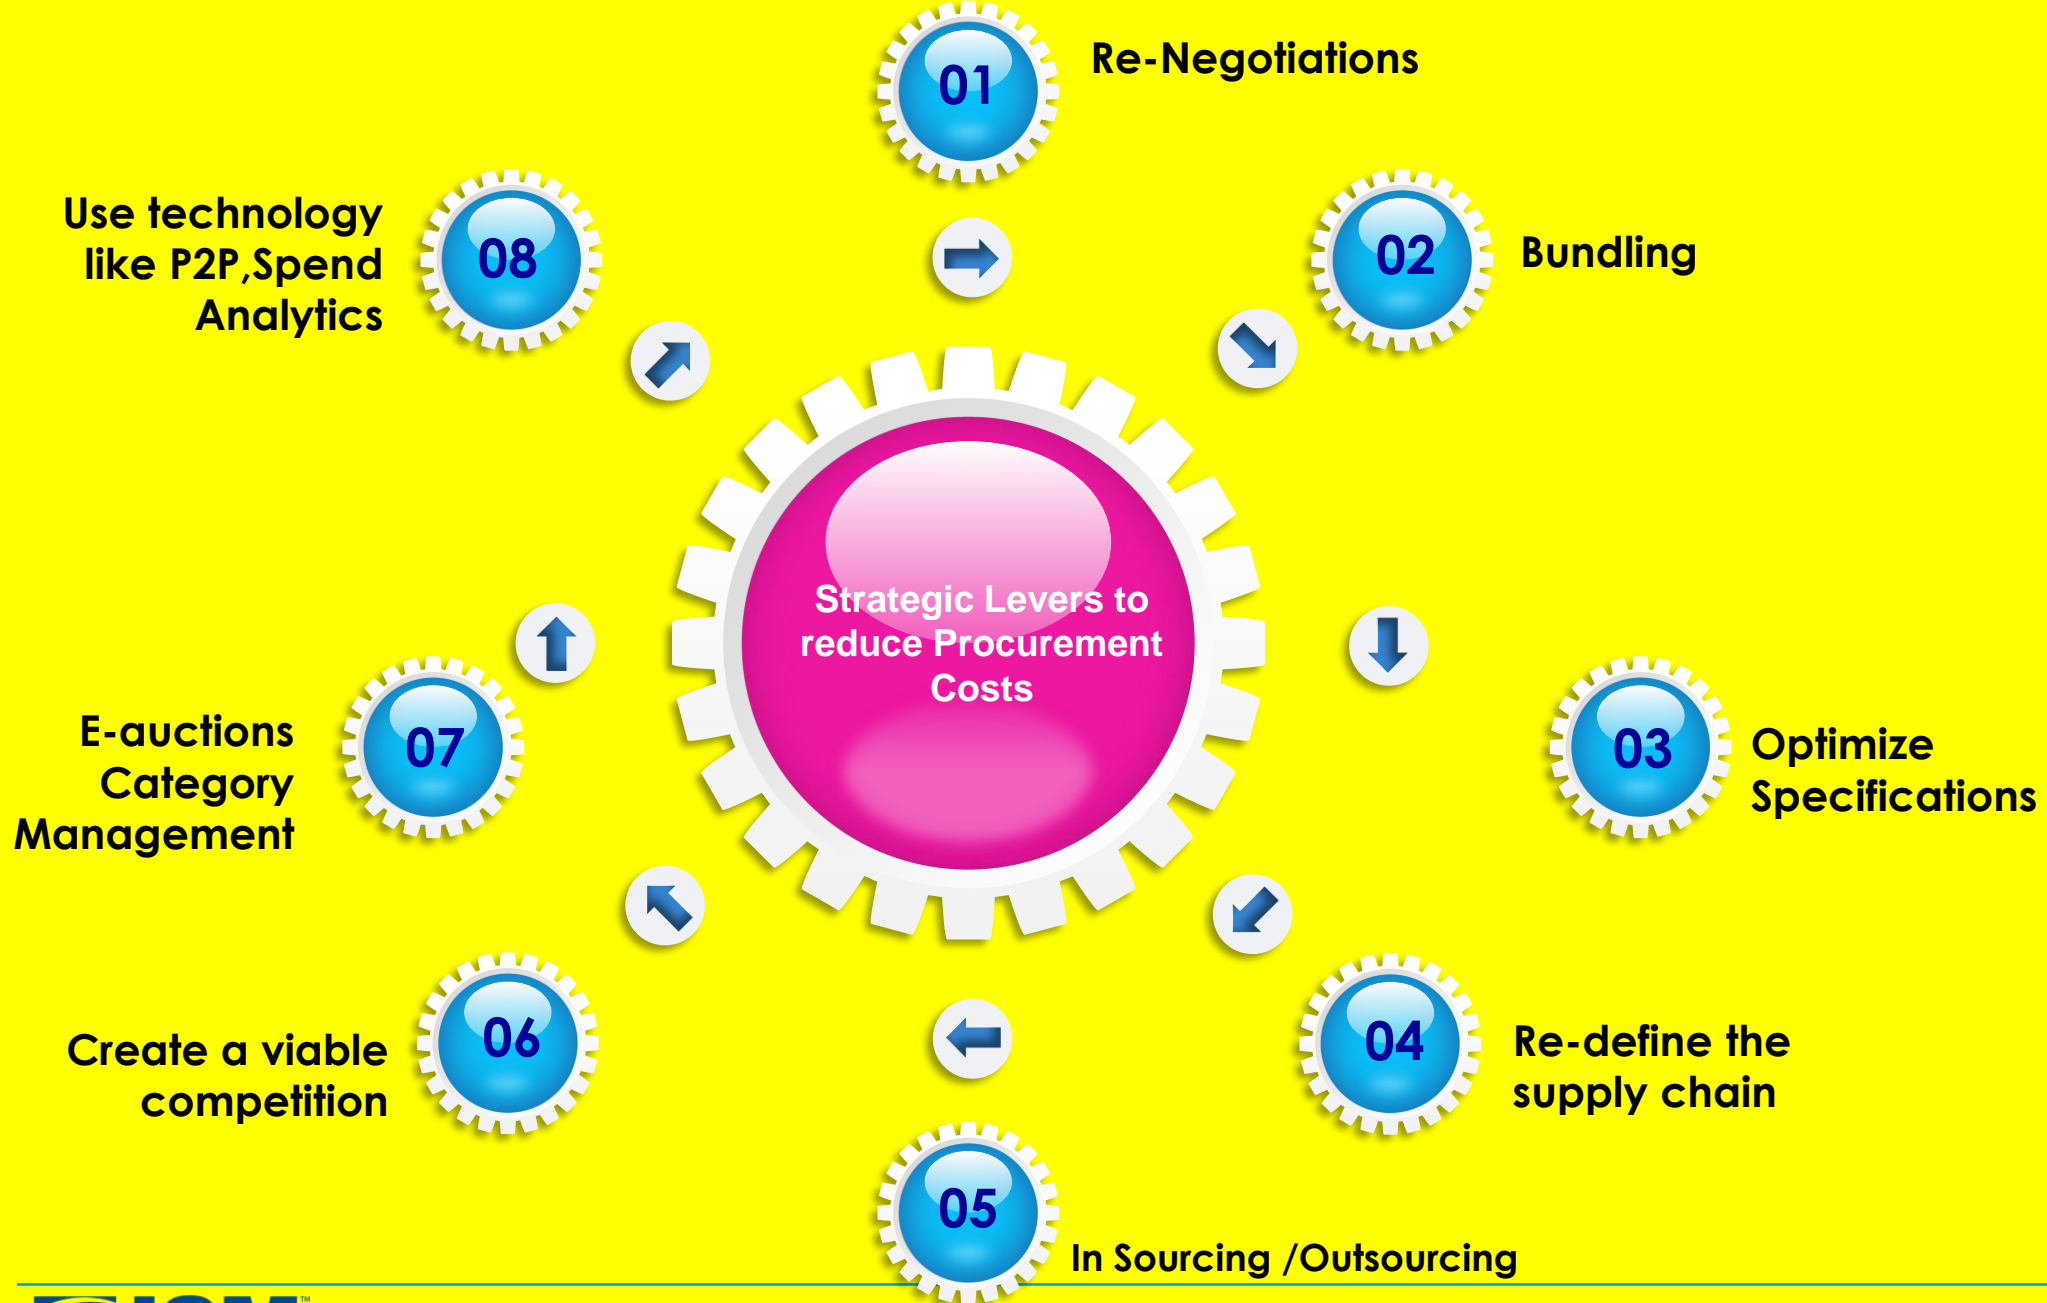 01
Re-Negotiations
02
Bundling
03
Optimize
Specifications
04
Re-define the
supply chain
05
In Sourcing /Outsourcing
06
Create a viable
competition
07
E-auctions
Category
Management
08
Use technology
like P2P,Spend
Analytics
Strategic Levers to
reduce Procurement
Costs